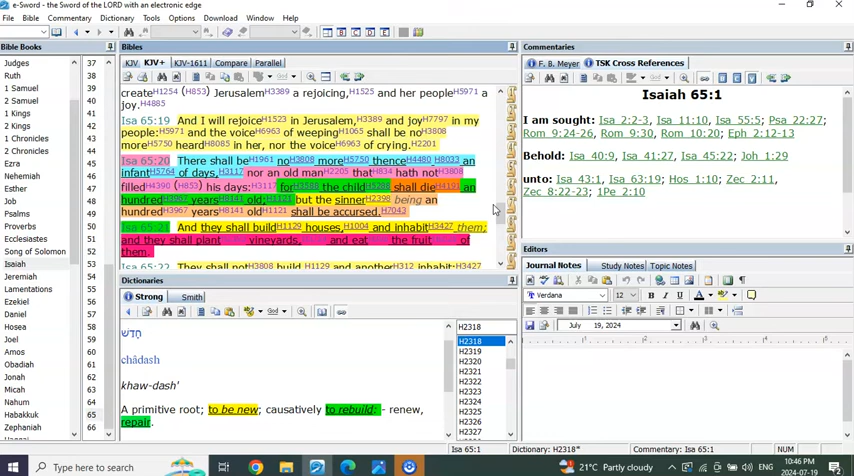 e-Sword - the Sword of the LORD with an electronic edge
File Bible Commentary Dictionary Tools Options Download Window Help
Bible Books
Judges 37
Ruth 38
1 Samuel 39
2 Samuel 40
1 Kings 41
2 Kings 42
1 Chronicles 43
2 Chronicles 44
Ezra 45
Nehemiah 46
Esther 47
Job 48
Psalms 49
Proverbs 50
Ecclesiastes 51
Song of Solomon 52
Isaiah 53
Jeremiah 54
Lamentations 55
Ezekiel 56
Daniel 57
Hosea 58
Joel 59
Amos 60
Obadiah 61
Jonah 62
Micah 63
Nahum 64
Habakkuk 65
Zephaniah 66
Bibles
KJV KJV+ KJV-1611 Compare Parallel
create H1254 (H853) Jerusalem H3389 a rejoicing, H1525 and her people H5971 a
joy. H4885
Isa 65:19 And I will rejoice H1523 in Jerusalem, H3389 and joy H7797 in my
people: H5971 and the voice H6963 of weeping H1065 shall be no H3808
more H5750 heard H8085 in her, nor the voice H6963 of crying. H2201
Isa 65:20 There shall be H1961 no H3808 more H5750 thence H4480 H8033 an
infant H5764 of days, H3117 nor an old man H2205 that H834 hath not H3808
filled H4390 (H853) his days: H3117 for H3588 the child H5288 shall die H4191 an
hundred H3967 years H8141 old; H1121 but the sinner H2398 being an
hundred H3967 years H8141 old H1121 shall be accursed. H7043
Isa 65:21 And they shall build H1129 houses, H1004 and inhabit H3427 them;
and they shall plant vineyards, and eat the fruit of
them.
Isa 65:22 They shall not H3808 build H1129 and another H312 inhabit; H3427
Dictionaries
Strong Smith
H2318
H2318
H2319
H2320
H2321
H2322
H2323
H2324
H2325
H2326
H2327
חָדַשׁ
châdash
khaw-dash'
A primitive root; to be new; causatively to rebuild: - renew,
repair.
Commentaries
F. B. Meyer TSK Cross References
Isaiah 65:1
I am sought: Isa 2:2-3, Isa 11:10, Isa 55:5; Psa 22:27;
Rom 9:24-26, Rom 9:30, Rom 10:20; Eph 2:12-13
Behold: Isa 40:9, Isa 41:27, Isa 45:22; Joh 1:29
unto: Isa 43:1, Isa 63:19; Hos 1:10; Zec 2:11,
Zec 8:22-23; 1Pe 2:10
Editors
Journal Notes Study Notes Topic Notes
Verdana 12 B I U A
July 19, 2024
Isa 65:1 Dictionary: H2318* Commentary: Isa 65:1 NUM
Type here to search
21°C Partly cloudy ENG
10:46 PM
2024-07-19